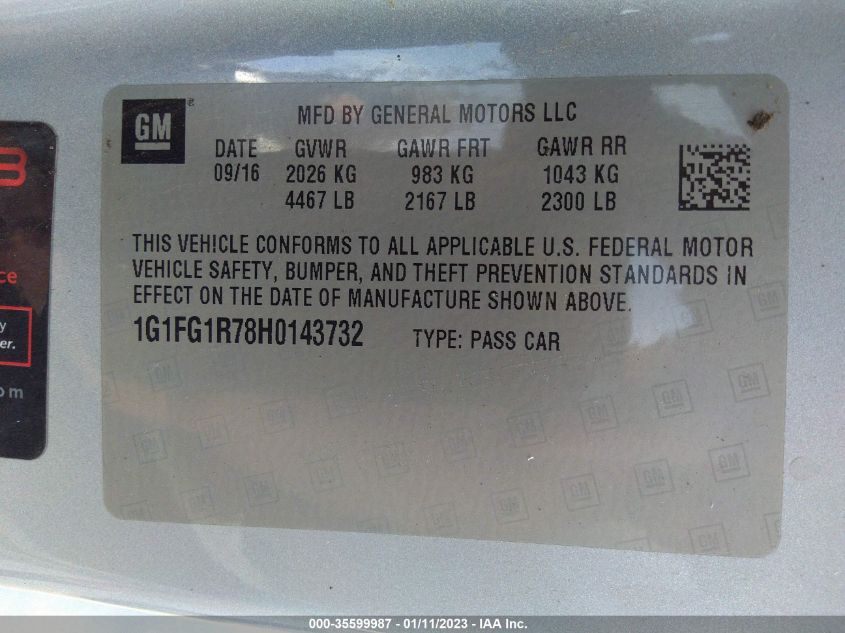 GM
®
MFD BY GENERAL MOTORS LLC
DATE GVWR GAWR FRT GAWR RR
09/16 2026 KG 983 KG 1043 KG
4467 LB 2167 LB 2300 LB
THIS VEHICLE CONFORMS TO ALL APPLICABLE U.S. FEDERAL MOTOR
VEHICLE SAFETY, BUMPER, AND THEFT PREVENTION STANDARDS IN
EFFECT ON THE DATE OF MANUFACTURE SHOWN ABOVE.
1G1FG1R78H0143732 TYPE: PASS CAR
000-35599987 - 01/11/2023 - IAA Inc.